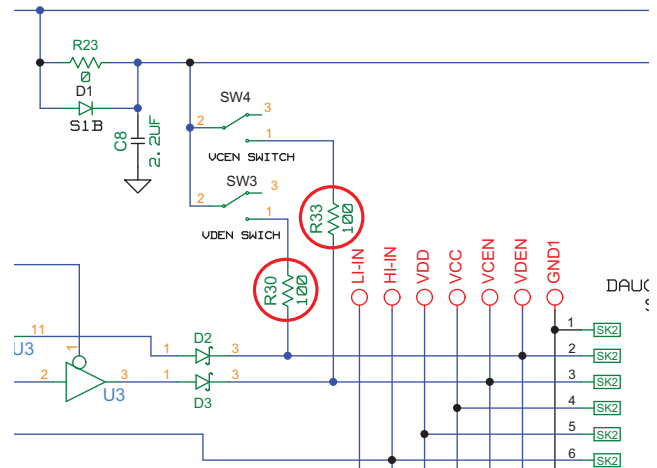 R23
0
D1
S1B
C8
2.2UF
SW4
3
2
1
VCEN SWITCH
SW3
3
2
1
VDEN SWICH
R33
100
R30
100
LI-IN
HI-IN
VDD
VCC
VCEN
VDEN
GND1
DAUG
S
1
SK2
11
U3
1
D2
1
3
2
SK2
2
3
U3
1
3
D3
3
SK2
4
SK2
5
SK2
6
SK2